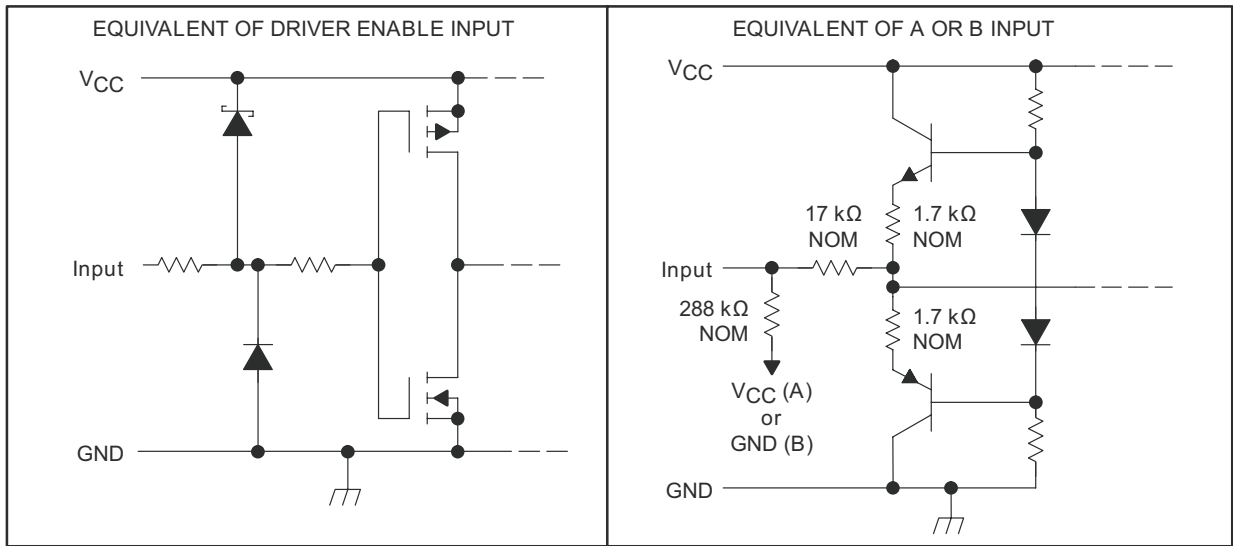 EQUIVALENT OF DRIVER ENABLE INPUT
VCC
Input
GND
EQUIVALENT OF A OR B INPUT
VCC
17 kΩ
NOM
1.7 kΩ
NOM
Input
288 kΩ
NOM
1.7 kΩ
NOM
VCC (A)
or
GND (B)
GND